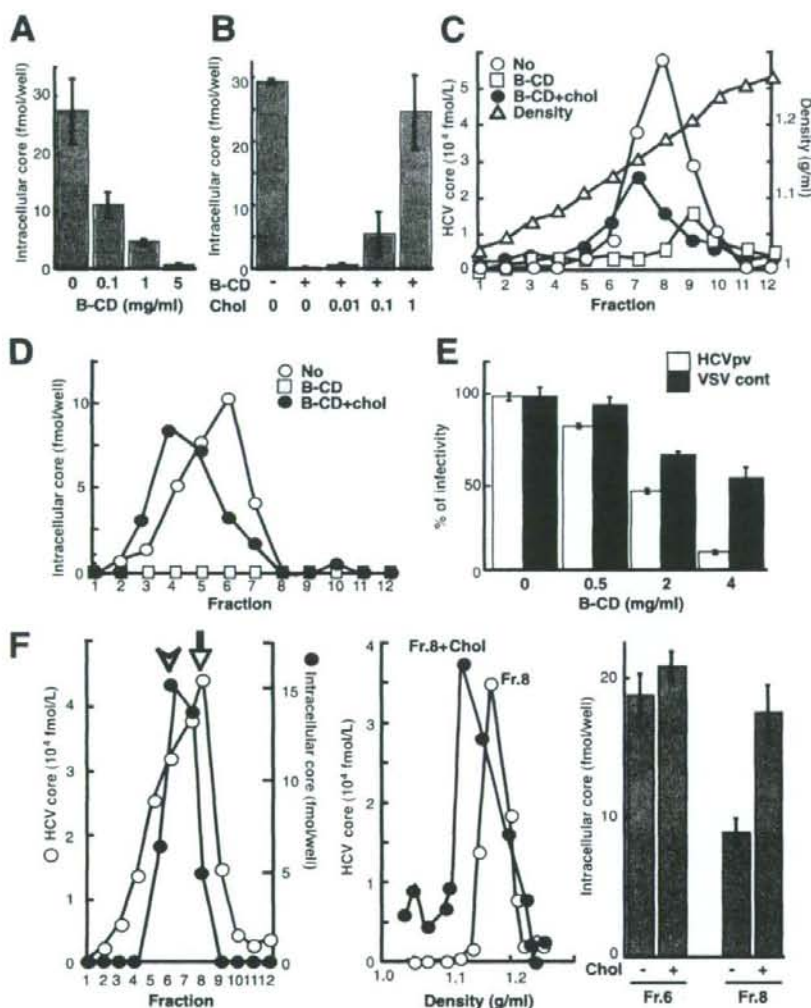 A
Intracellular core (fmol/well)
30
20
10
0
0 0.1 1 5
B-CD (mg/ml)
B
Intracellular core (fmol/well)
30
20
10
0
B-CD - + + + +
Chol 0 0 0.01 0.1 1
C
No
B-CD
B-CD+chol
Density
HCV core (10⁴ fmol/L)
6
5
4
3
2
1
0
Density (g/ml)
1.2
1.1
1
1 2 3 4 5 6 7 8 9 10 11 12
Fraction
D
No
B-CD
B-CD+chol
Intracellular core (fmol/well)
10
5
0
1 2 3 4 5 6 7 8 9 10 11 12
Fraction
E
HCVpv
VSV cont
% of infectivity
100
50
0
0 0.5 2 4
B-CD (mg/ml)
F
HCV core (10⁴ fmol/L)
4
3
2
1
0
Intracellular core (fmol/well)
15
10
5
0
1 2 3 4 5 6 7 8 9 10 11 12
Fraction
Fr.8+Chol
Fr.8
HCV core (10⁴ fmol/L)
4
3
2
1
0
1.0 1.1 1.2
Density (g/ml)
Intracellular core (fmol/well)
20
10
0
Chol - + - +
Fr.6 Fr.8